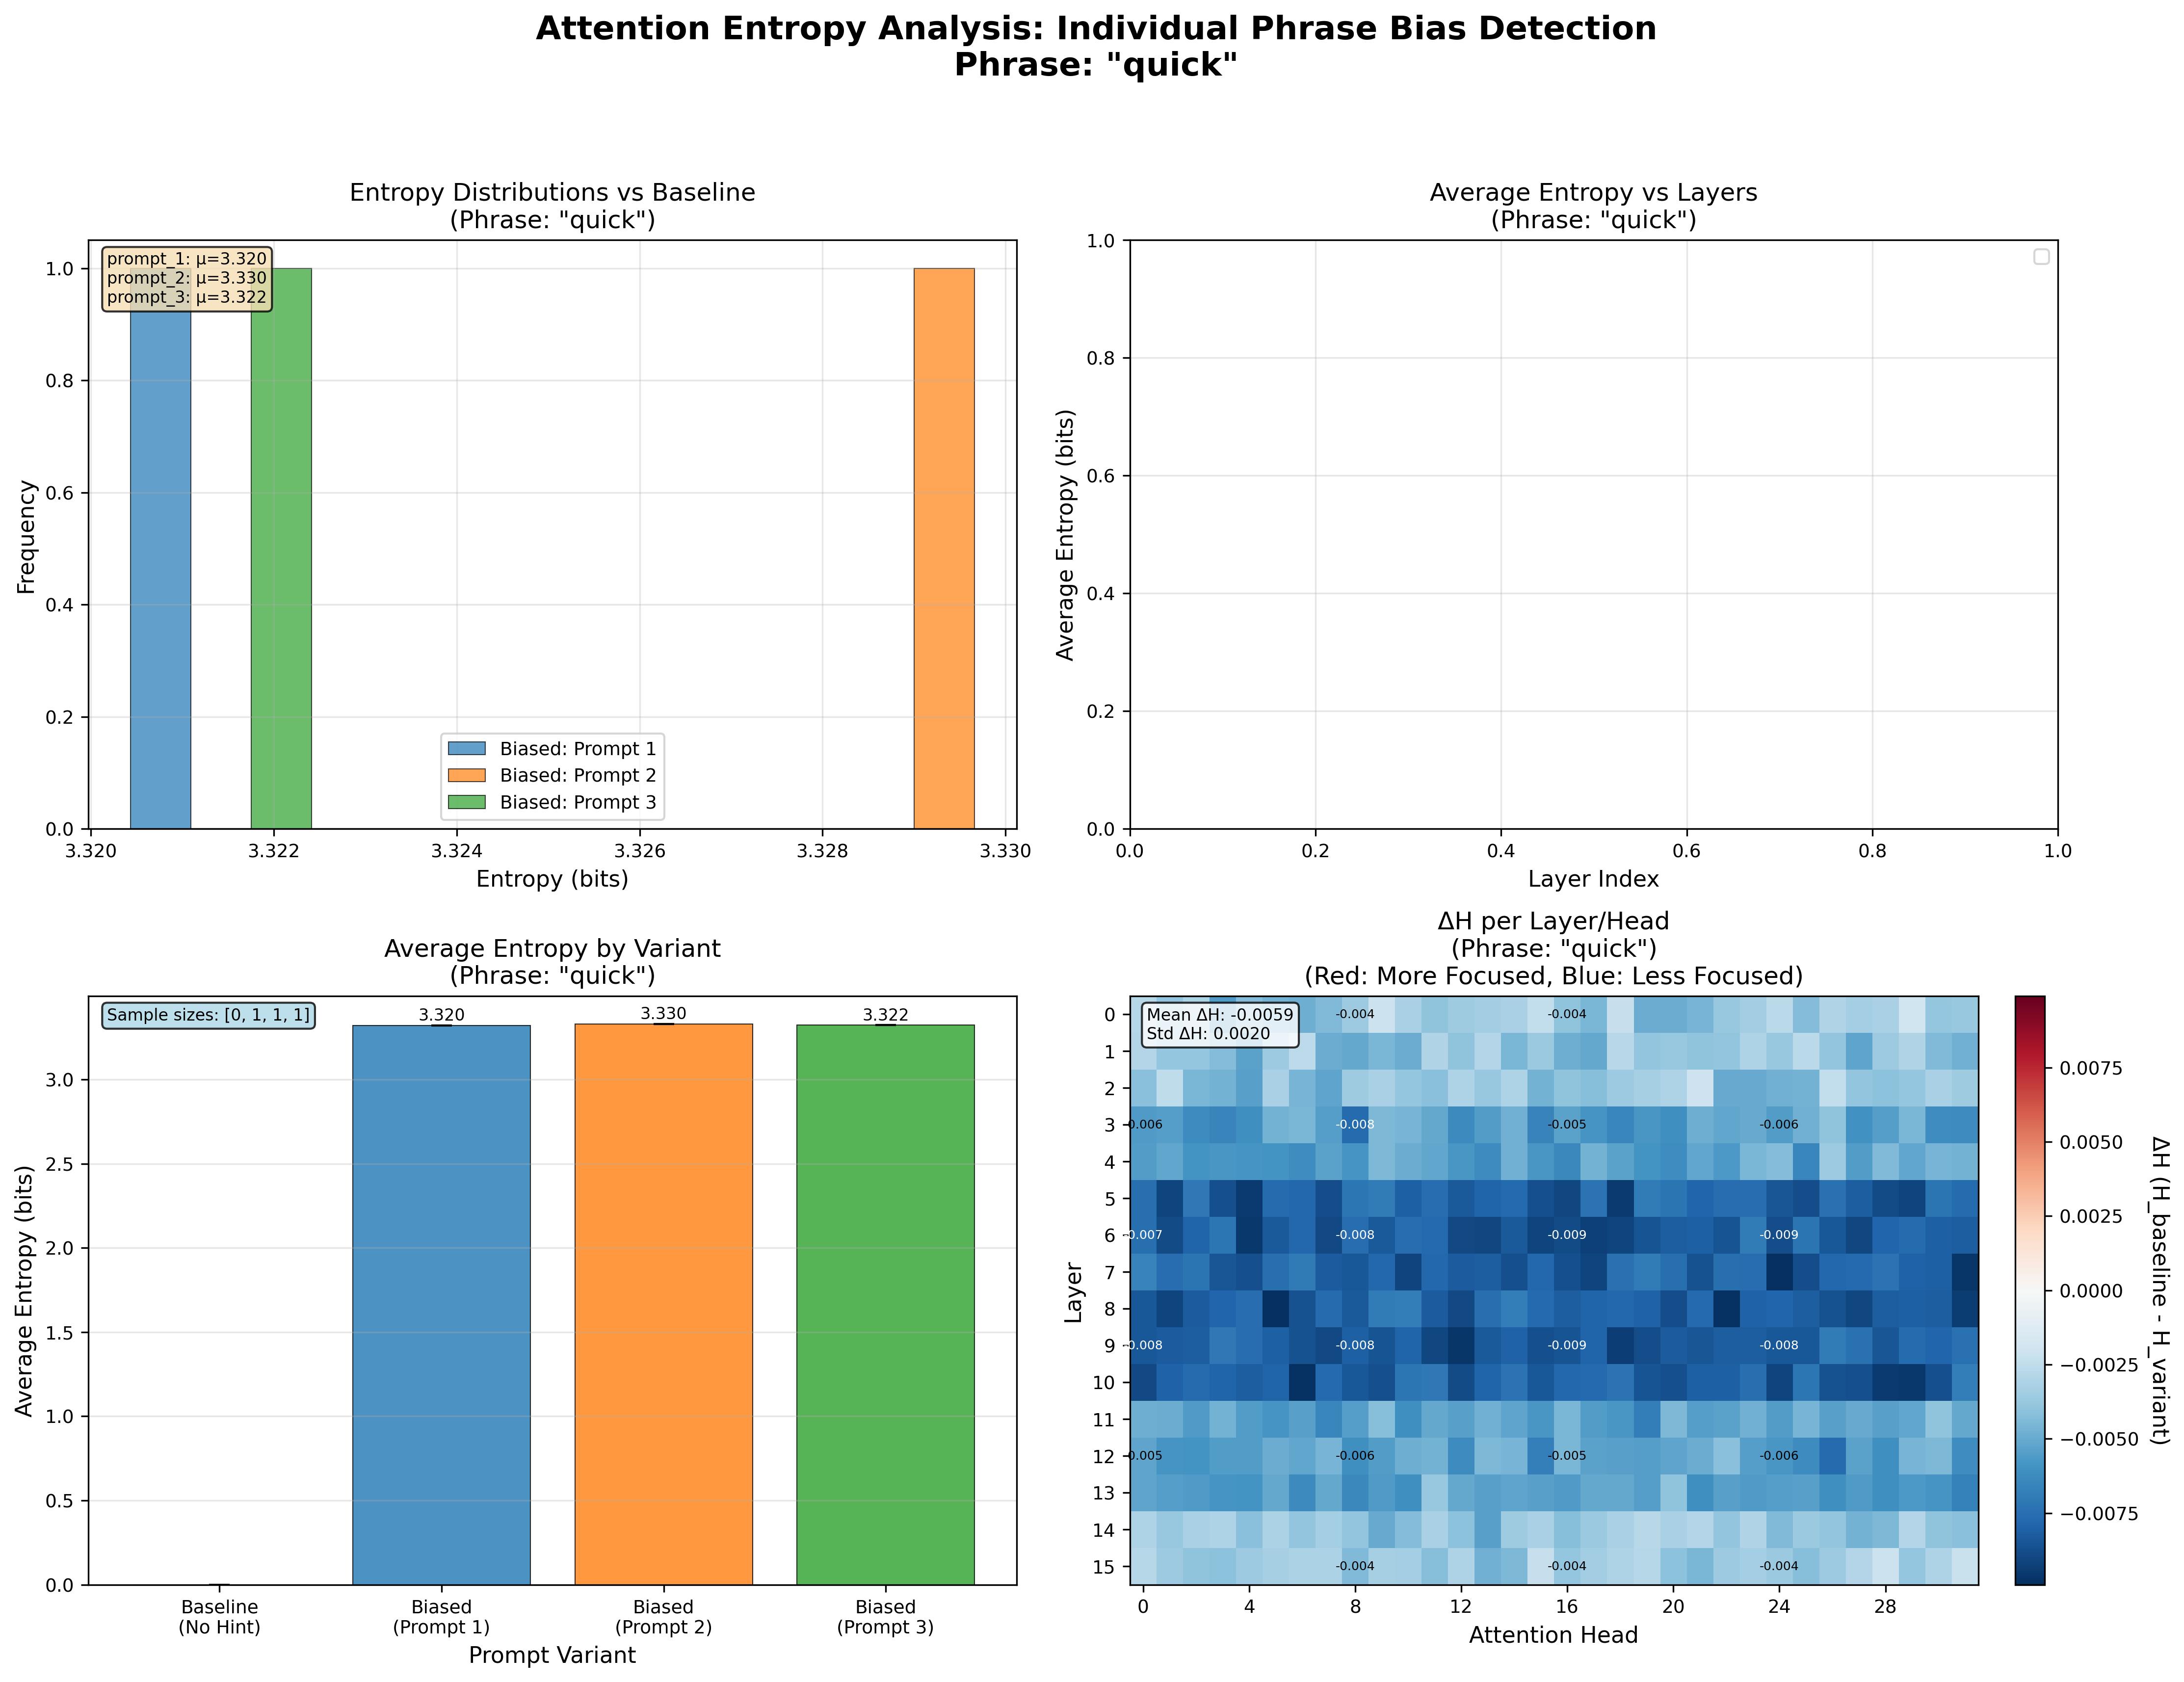 Attention Entropy Analysis: Individual Phrase Bias Detection
Phrase: "quick"
Entropy Distributions vs Baseline
(Phrase: "quick")
prompt_1: μ=3.320
prompt_2: μ=3.330
prompt_3: μ=3.322
1.0
0.8
0.6
0.4
0.2
0.0
Frequency
Biased: Prompt 1
Biased: Prompt 2
Biased: Prompt 3
3.320
3.322
3.324
3.326
3.328
3.330
Entropy (bits)
Average Entropy vs Layers
(Phrase: "quick")
1.0
0.8
0.6
0.4
0.2
0.0
Average Entropy (bits)
0.0
0.2
0.4
0.6
0.8
1.0
Layer Index
Average Entropy by Variant
(Phrase: "quick")
Sample sizes: [0, 1, 1, 1]
3.320
3.330
3.322
3.0
2.5
2.0
1.5
1.0
0.5
0.0
Average Entropy (bits)
Baseline
(No Hint)
Biased
(Prompt 1)
Biased
(Prompt 2)
Biased
(Prompt 3)
Prompt Variant
ΔH per Layer/Head
(Phrase: "quick")
(Red: More Focused, Blue: Less Focused)
Mean ΔH: -0.0059
Std ΔH: 0.0020
0
-0.004
-0.004
1
2
3
-0.006
-0.008
-0.005
-0.006
4
5
6
-0.007
-0.008
-0.009
-0.009
7
8
9
-0.008
-0.008
-0.009
-0.008
10
11
12
-0.005
-0.006
-0.005
-0.006
13
14
15
-0.004
-0.004
-0.004
Layer
0
4
8
12
16
20
24
28
Attention Head
0.0075
0.0050
0.0025
0.0000
−0.0025
−0.0050
−0.0075
ΔH (H_baseline - H_variant)